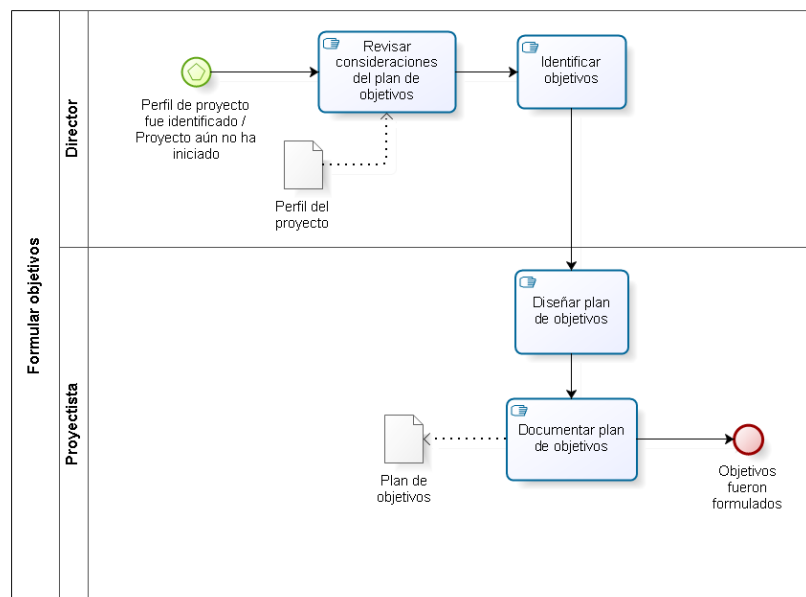 Formular objetivos
Director
Perfil de proyecto
fue identificado /
Proyecto aún no ha
iniciado
Revisar
consideraciones
del plan de
objetivos
Identificar
objetivos
Perfil del
proyecto
Proyectista
Diseñar plan
de objetivos
Documentar plan
de objetivos
Plan de
objetivos
Objetivos
fueron
formulados